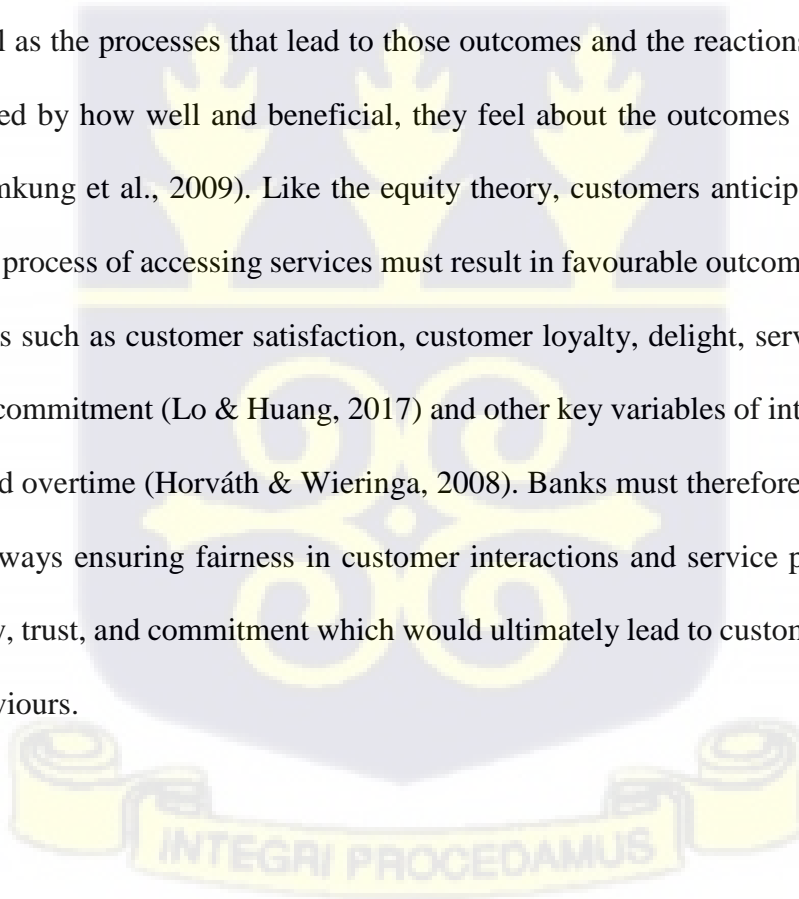 l as the processes that lead to those outcomes and the reactions
ed by how well and beneficial, they feel about the outcomes
mkung et al., 2009). Like the equity theory, customers anticip
process of accessing services must result in favourable outcom
s such as customer satisfaction, customer loyalty, delight, serv
commitment (Lo & Huang, 2017) and other key variables of int
d overtime (Horváth & Wieringa, 2008). Banks must therefore
ways ensuring fairness in customer interactions and service p
y, trust, and commitment which would ultimately lead to custom
viours.
INTEGRI PROCEDAMUS